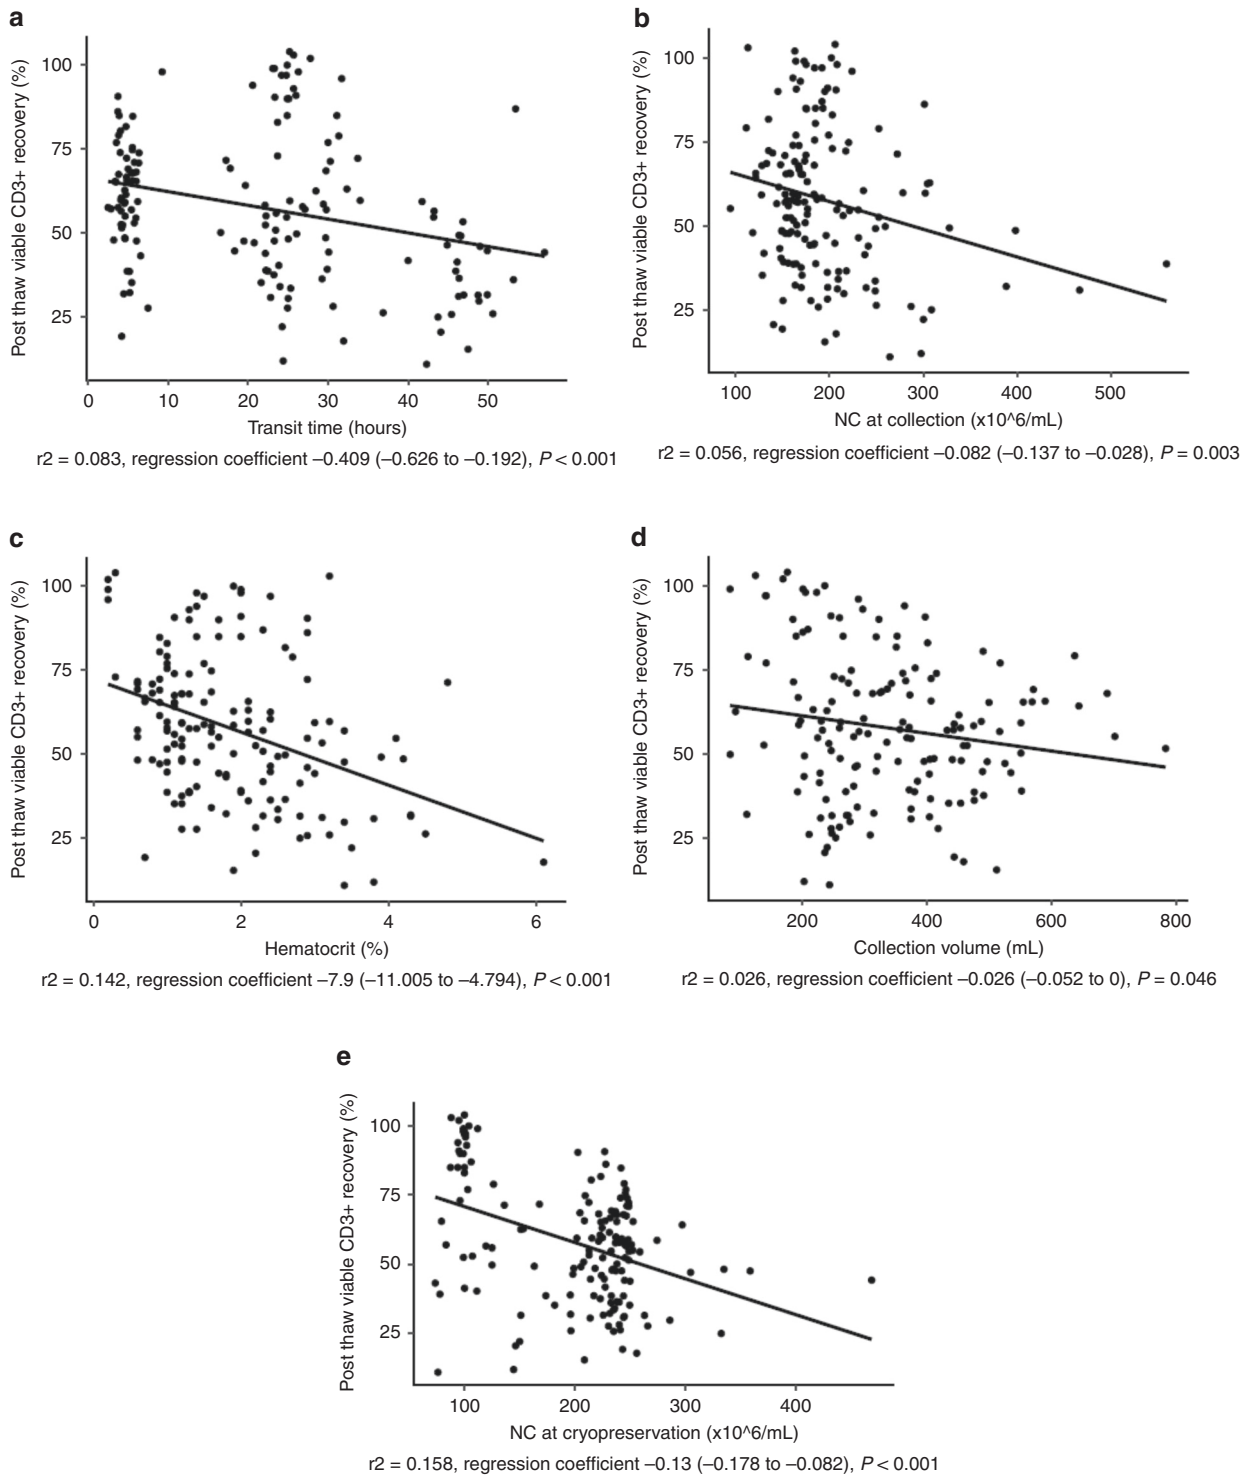 a
Post thaw viable CD3+ recovery (%)
100
75
50
25
0 10 20 30 40 50
Transit time (hours)
r2 = 0.083, regression coefficient –0.409 (–0.626 to –0.192), P < 0.001
b
Post thaw viable CD3+ recovery (%)
100
75
50
25
100 200 300 400 500
NC at collection (x10^6/mL)
r2 = 0.056, regression coefficient –0.082 (–0.137 to –0.028), P = 0.003
c
Post thaw viable CD3+ recovery (%)
100
75
50
25
0 2 4 6
Hematocrit (%)
r2 = 0.142, regression coefficient –7.9 (–11.005 to –4.794), P < 0.001
d
Post thaw viable CD3+ recovery (%)
100
75
50
25
200 400 600 800
Collection volume (mL)
r2 = 0.026, regression coefficient –0.026 (–0.052 to 0), P = 0.046
e
Post thaw viable CD3+ recovery (%)
100
75
50
25
100 200 300 400
NC at cryopreservation (x10^6/mL)
r2 = 0.158, regression coefficient –0.13 (–0.178 to –0.082), P < 0.001